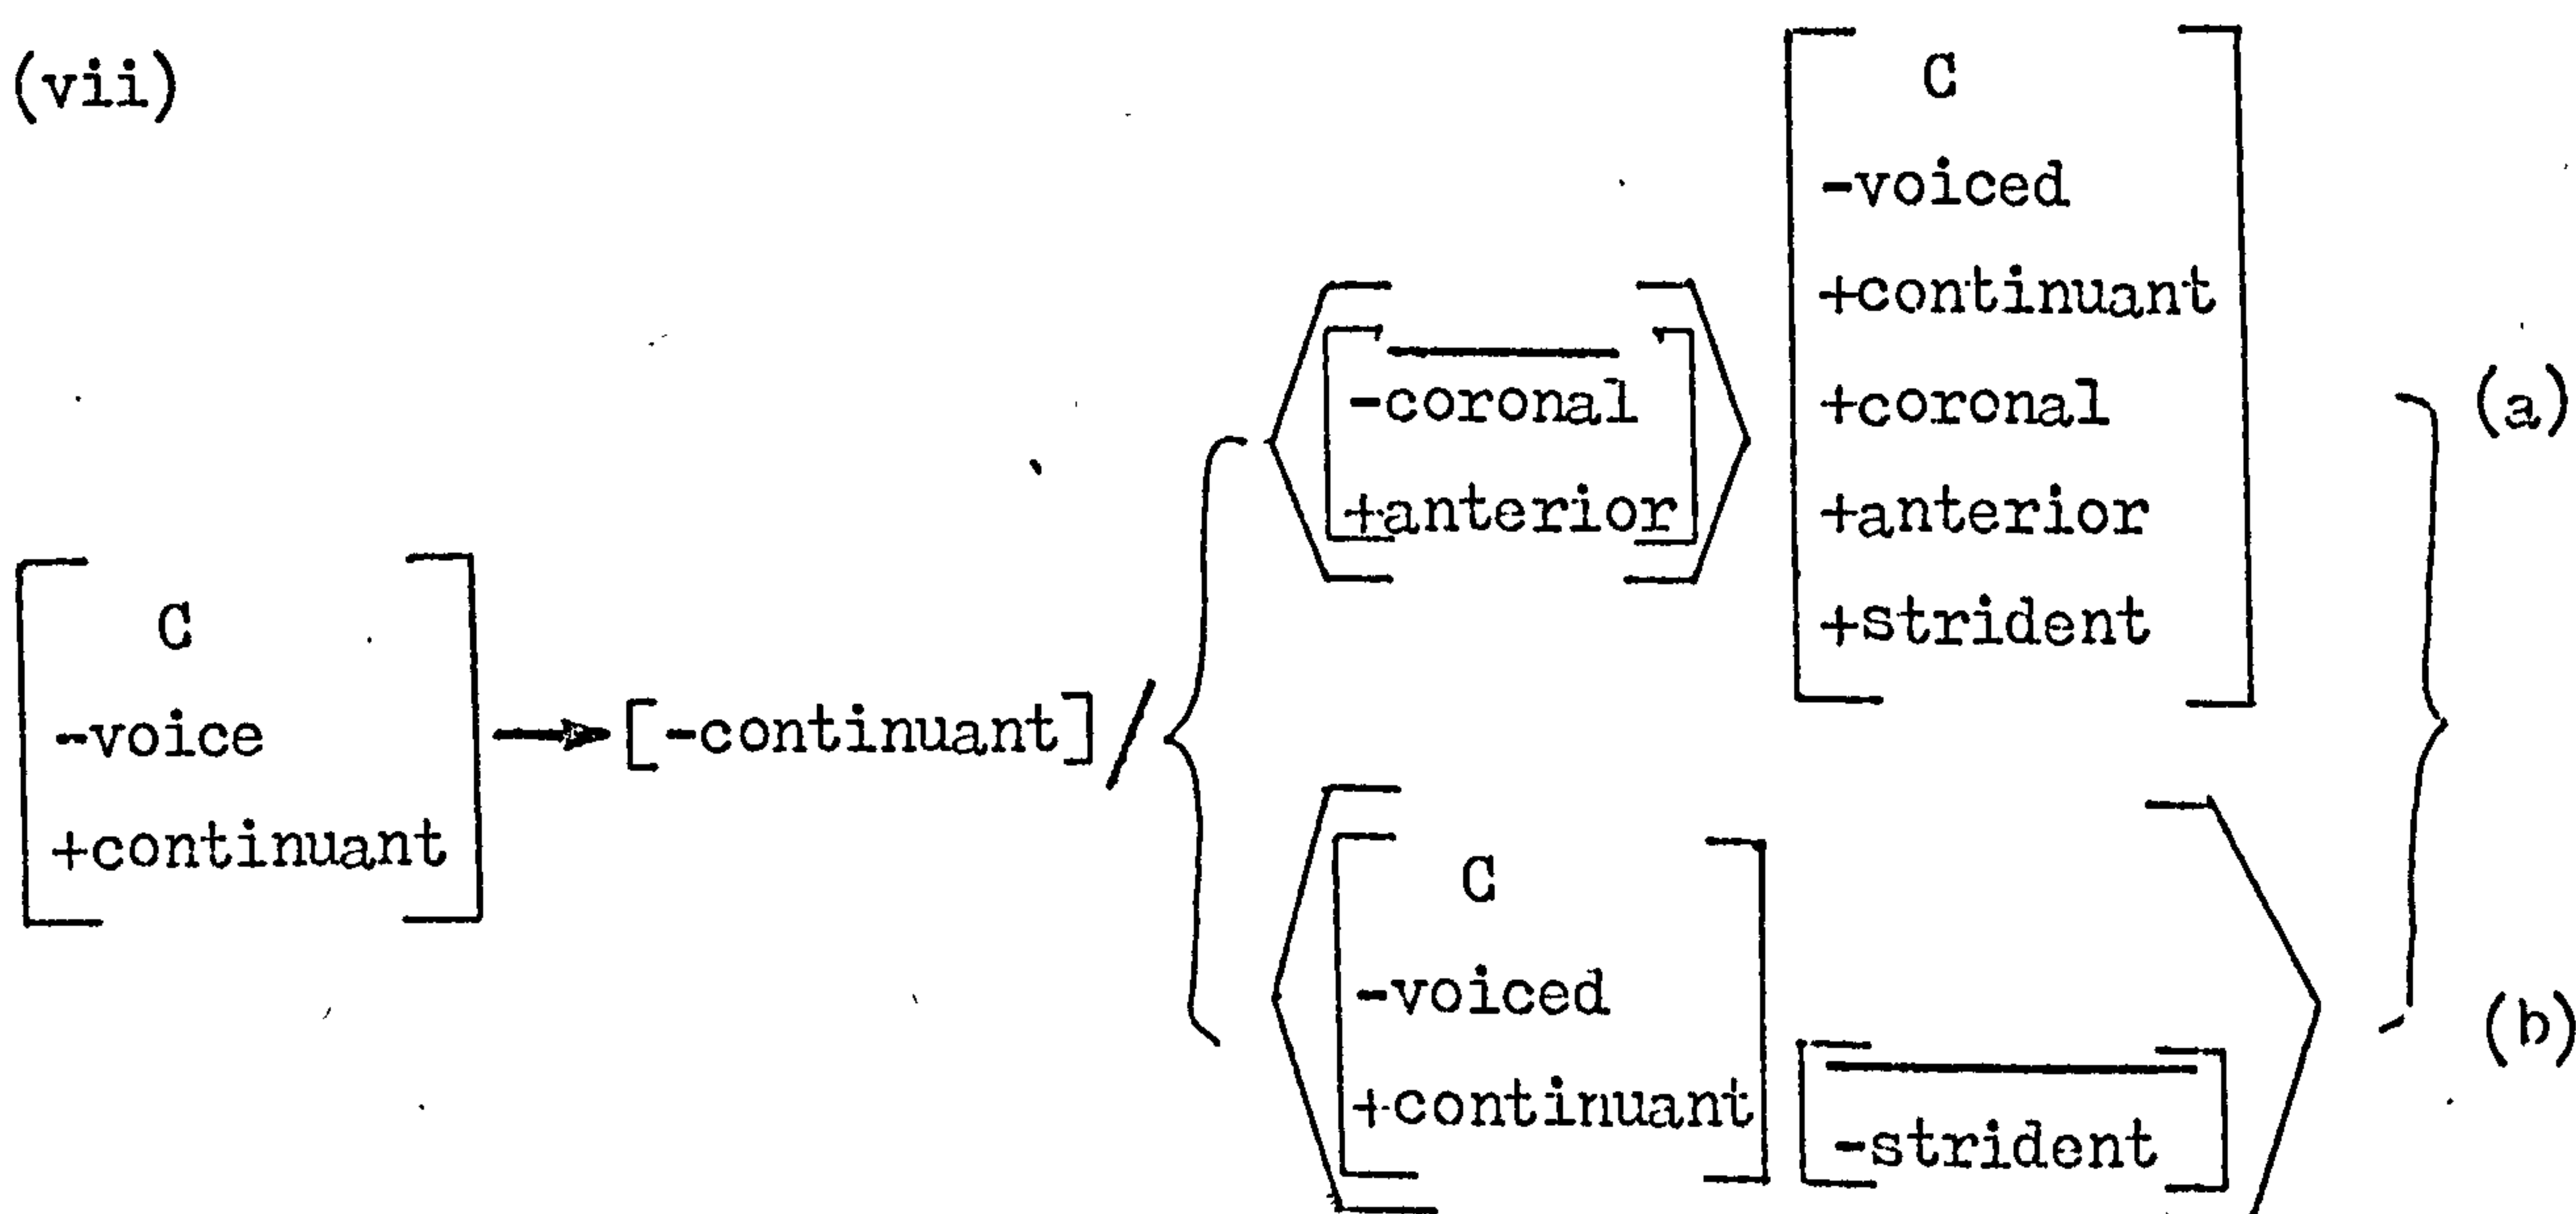 (vii)
C
-voice
+continuant
[-continuant] /
-coronal
+anterior
C
-voiced
+continuant
+coronal
+anterior
+strident
(a)
C
-voiced
+continuant
-strident
(b)